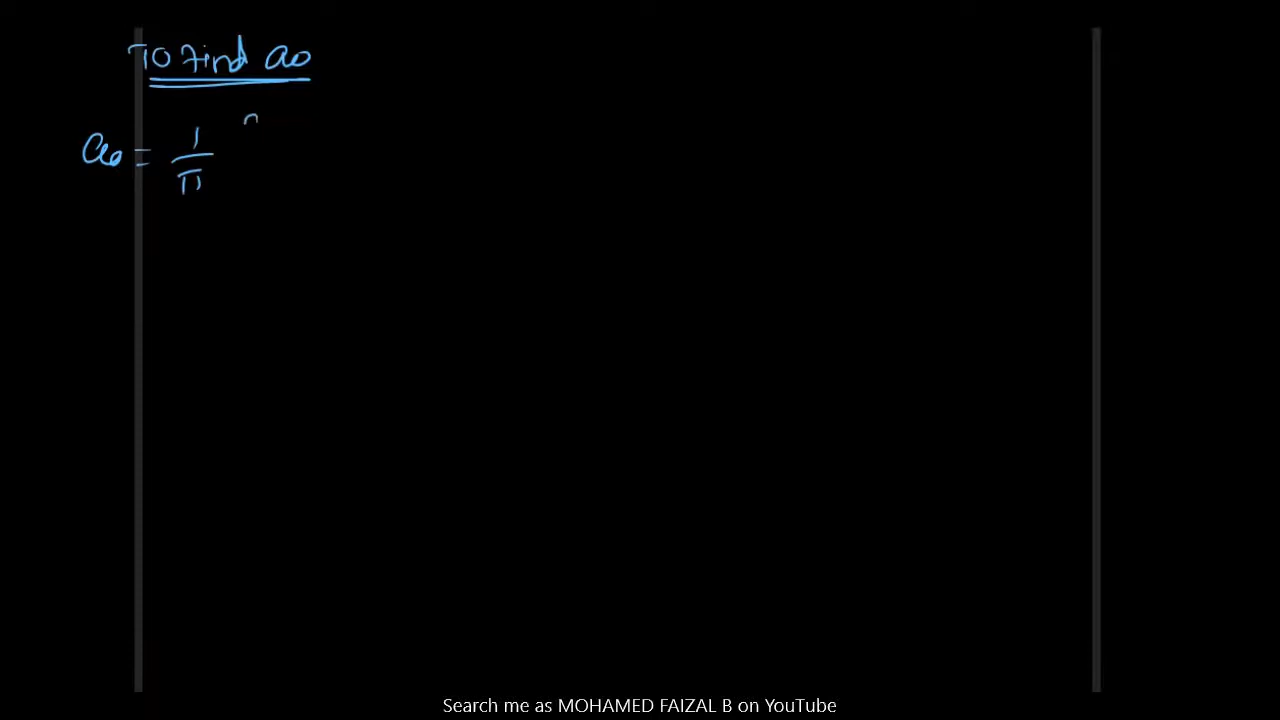 To Find a0
a0 = 1/π
Search me as MOHAMED FAIZAL B on YouTube